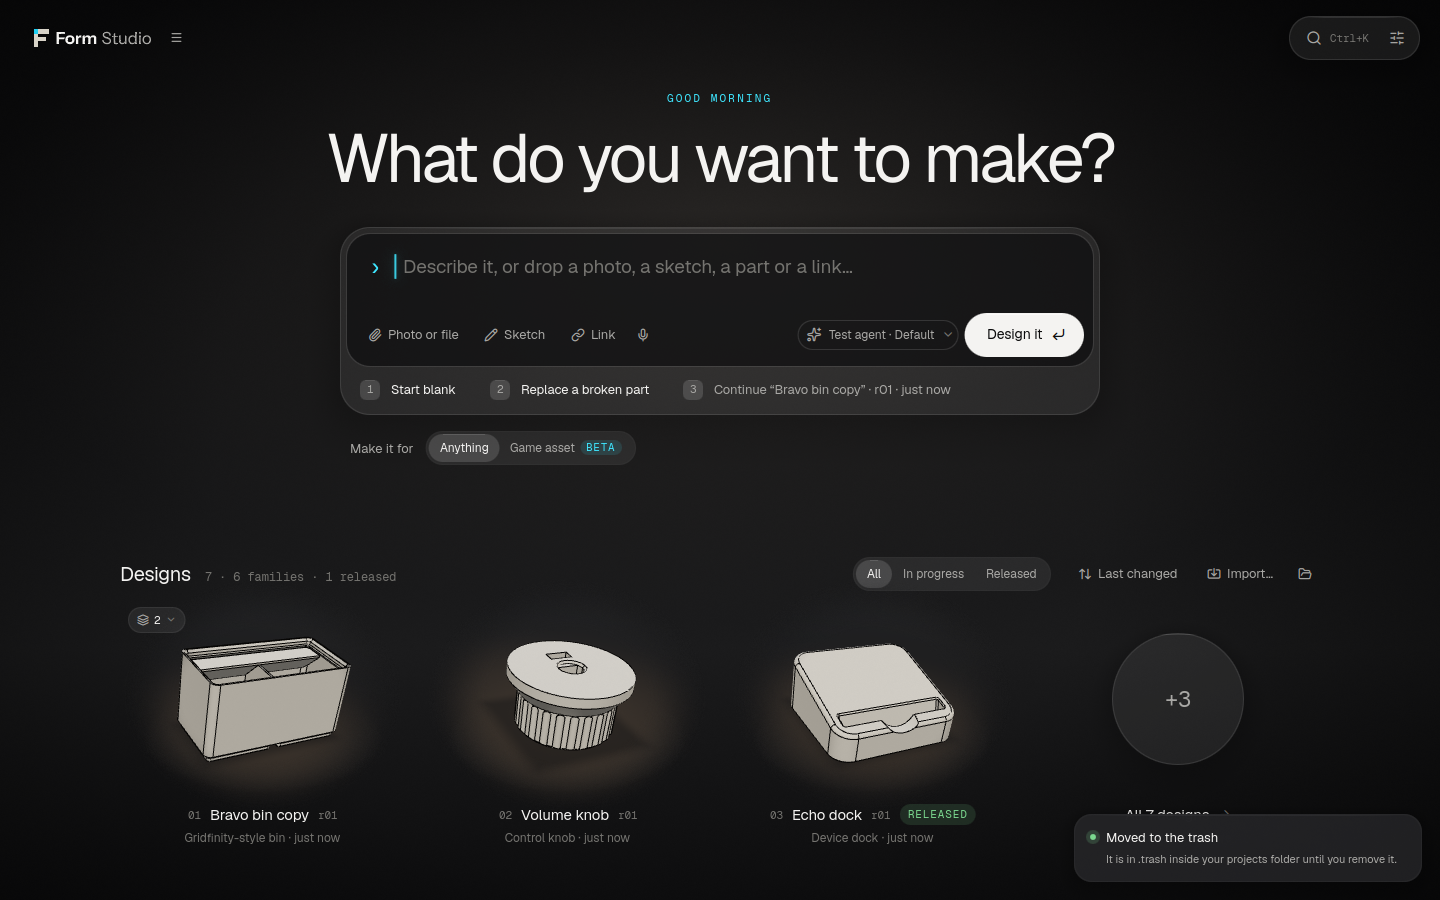 Form Studio
Ctrl+K
GOOD MORNING
What do you want to make?
› Describe it, or drop a photo, a sketch, a part or a link…
Photo or file Sketch Link Test agent · Default Design it
1 Start blank 2 Replace a broken part 3 Continue “Bravo bin copy” · r01 · just now
Make it for Anything Game asset BETA
Designs 7 · 6 families · 1 released All In progress Released Last changed Import…
2
+3
01 Bravo bin copy r01
Gridfinity-style bin · just now
02 Volume knob r01
Control knob · just now
03 Echo dock r01 RELEASED
Device dock · just now
All 7 designs
Moved to the trash
It is in .trash inside your projects folder until you remove it.